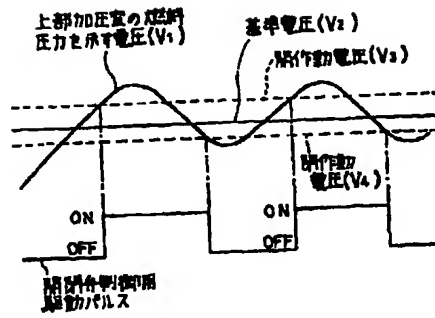 上部加圧室の燃料
圧力を示す電圧(V₁)
基準電圧(V₂)
開作動電圧(V₃)
閉作動
電圧(V₄)
ON
OFF
ON
OFF
開閉弁制御用
駆動パルス